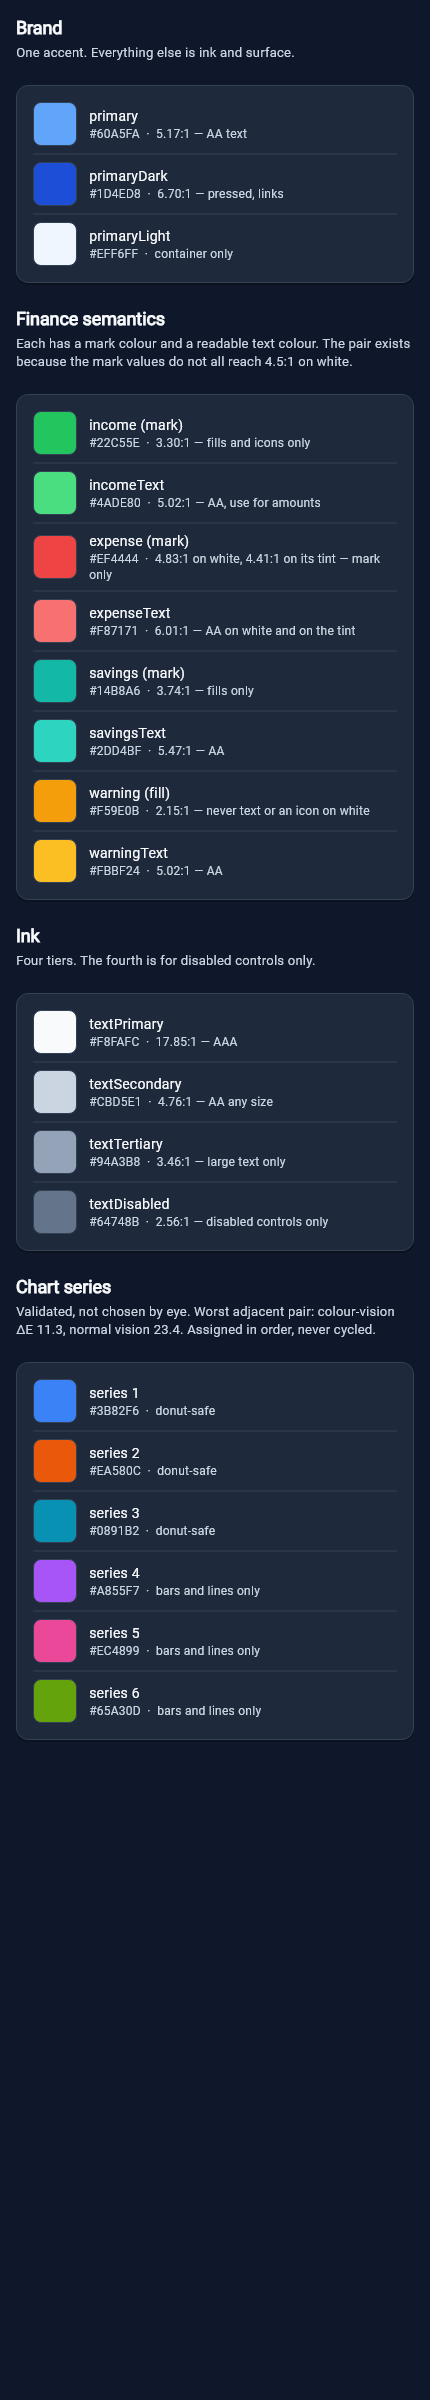 Brand
One accent. Everything else is ink and surface.
primary
#60A5FA · 5.17:1 — AA text
primaryDark
#1D4ED8 · 6.70:1 — pressed, links
primaryLight
#EFF6FF · container only
Finance semantics
Each has a mark colour and a readable text colour. The pair exists
because the mark values do not all reach 4.5:1 on white.
income (mark)
#22C55E · 3.30:1 — fills and icons only
incomeText
#4ADE80 · 5.02:1 — AA, use for amounts
expense (mark)
#EF4444 · 4.83:1 on white, 4.41:1 on its tint — mark
only
expenseText
#F87171 · 6.01:1 — AA on white and on the tint
savings (mark)
#14B8A6 · 3.74:1 — fills only
savingsText
#2DD4BF · 5.47:1 — AA
warning (fill)
#F59E0B · 2.15:1 — never text or an icon on white
warningText
#FBBF24 · 5.02:1 — AA
Ink
Four tiers. The fourth is for disabled controls only.
textPrimary
#F8FAFC · 17.85:1 — AAA
textSecondary
#CBD5E1 · 4.76:1 — AA any size
textTertiary
#94A3B8 · 3.46:1 — large text only
textDisabled
#64748B · 2.56:1 — disabled controls only
Chart series
Validated, not chosen by eye. Worst adjacent pair: colour-vision
ΔE 11.3, normal vision 23.4. Assigned in order, never cycled.
series 1
#3B82F6 · donut-safe
series 2
#EA580C · donut-safe
series 3
#0891B2 · donut-safe
series 4
#A855F7 · bars and lines only
series 5
#EC4899 · bars and lines only
series 6
#65A30D · bars and lines only